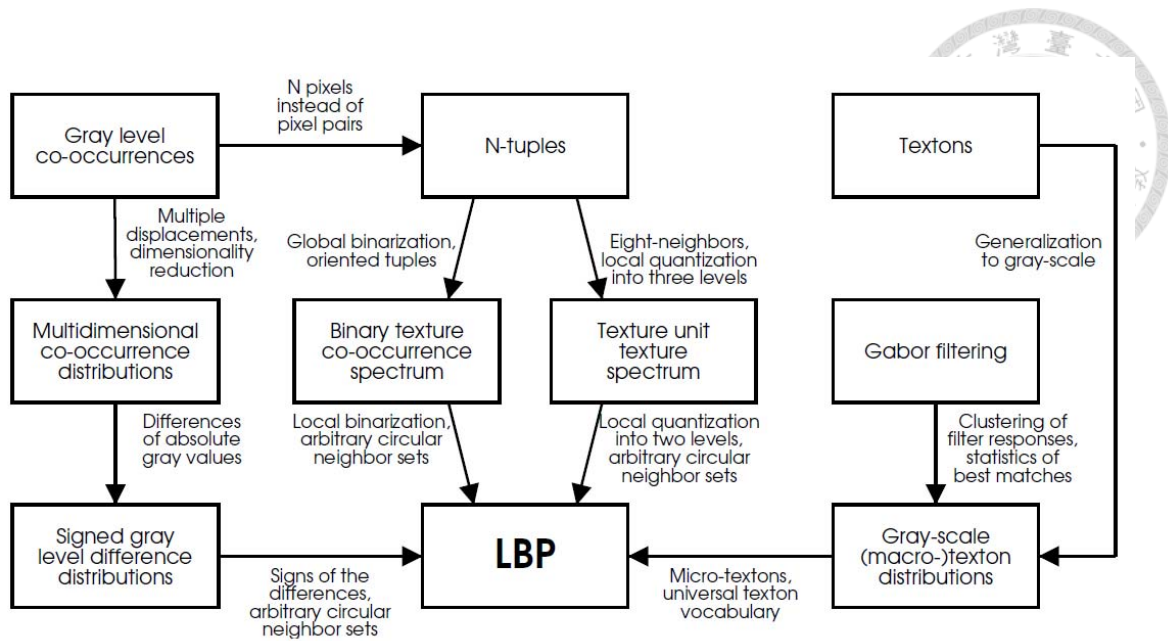 灣 臺
N pixels
instead of
pixel pairs
Gray level
co-occurrences
N-tuples
Textons
Multiple
displacements,
dimensionality
reduction
Global binarization,
oriented tuples
Eight-neighbors,
local quantization
into three levels
Generalization
to gray-scale
Multidimensional
co-occurrence
distributions
Binary texture
co-occurrence
spectrum
Texture unit
texture
spectrum
Gabor filtering
Differences
of absolute
gray values
Local binarization,
arbitrary circular
neighbor sets
Local quantization
into two levels,
arbitrary circular
neighbor sets
Clustering of
filter responses,
statistics of
best matches
Signed gray
level difference
distributions
LBP
Gray-scale
(macro-)texton
distributions
Signs of the
differences,
arbitrary circular
neighbor sets
Micro-textons,
universal texton
vocabulary